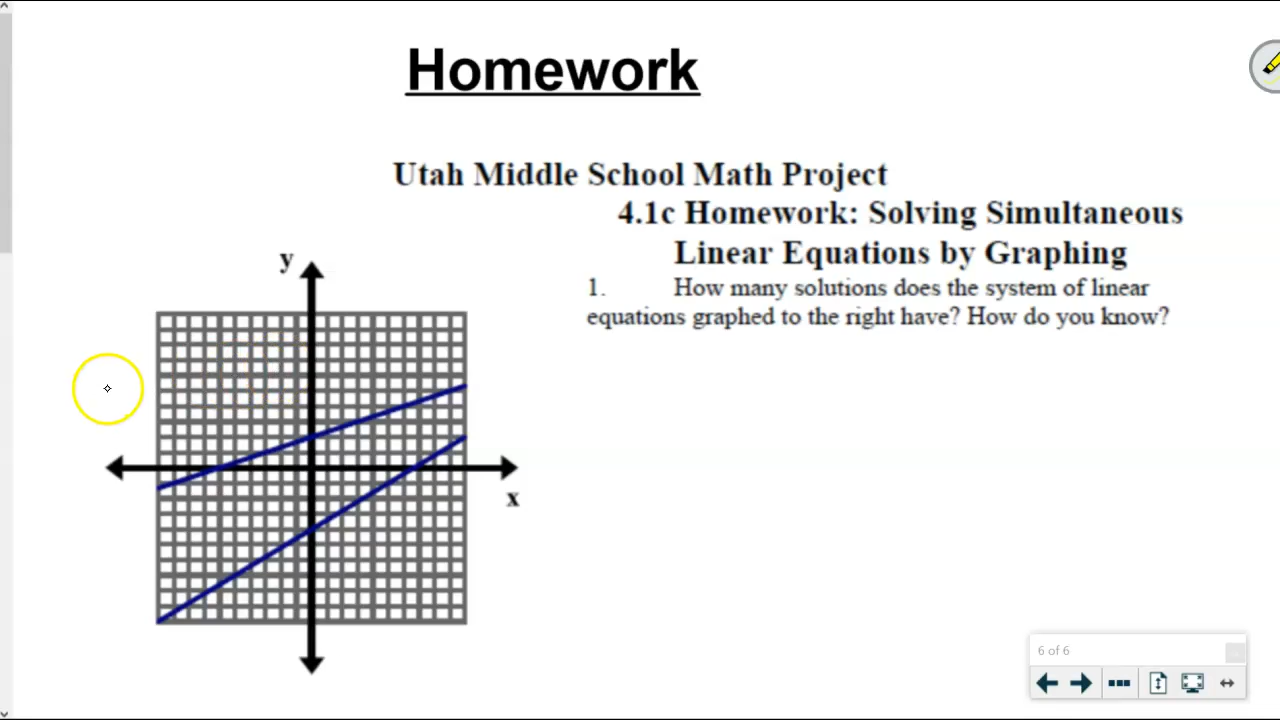 Homework
Utah Middle School Math Project
4.1c Homework: Solving Simultaneous
Linear Equations by Graphing
1. How many solutions does the system of linear
equations graphed to the right have? How do you know?
y
x
6 of 6